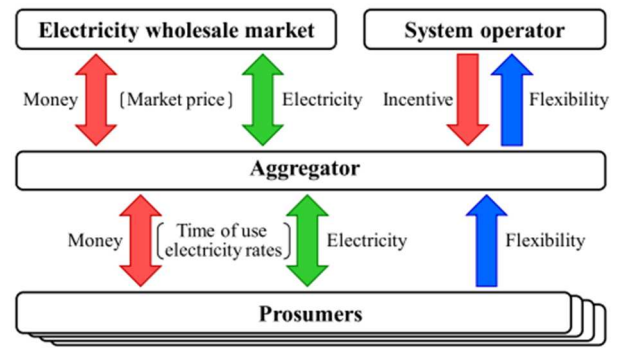 Electricity wholesale market
System operator
Money
[Market price]
Electricity
Incentive
Flexibility
Aggregator
Money
[Time of use
electricity rates]
Electricity
Flexibility
Prosumers